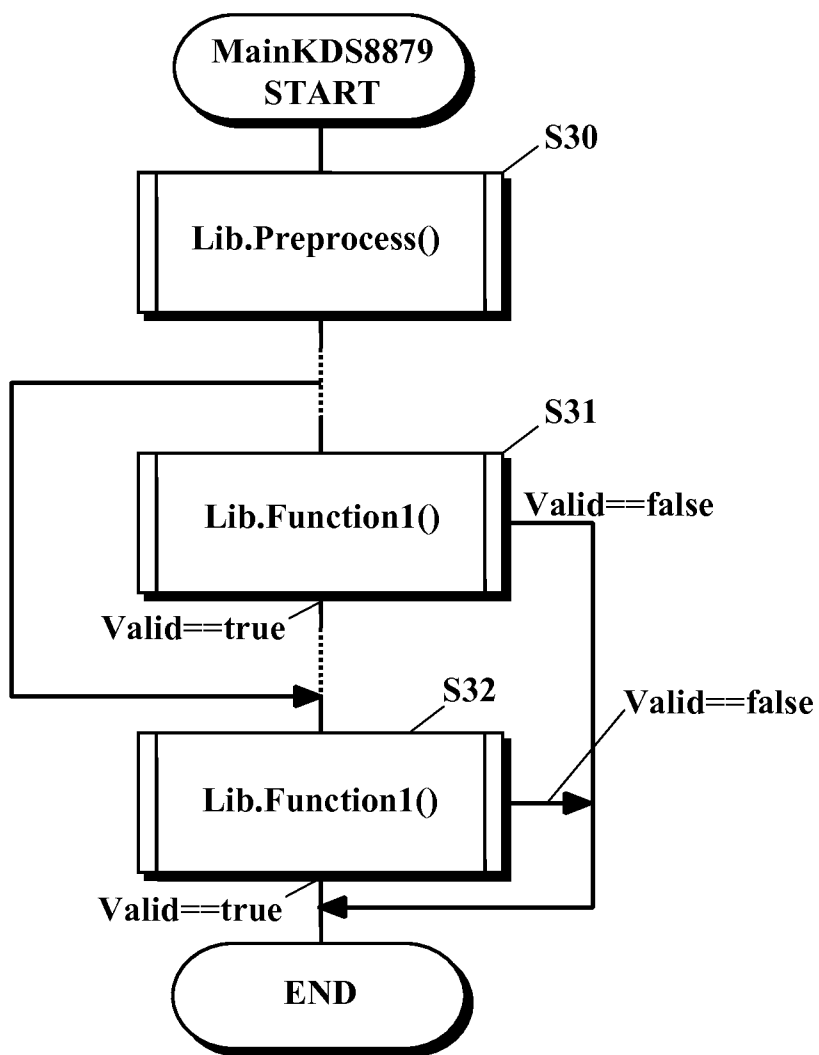 MainKDS8879
START
S30
Lib.Preprocess()
S31
Lib.Function1()
Valid==false
Valid==true
S32
Valid==false
Lib.Function1()
Valid==true
END